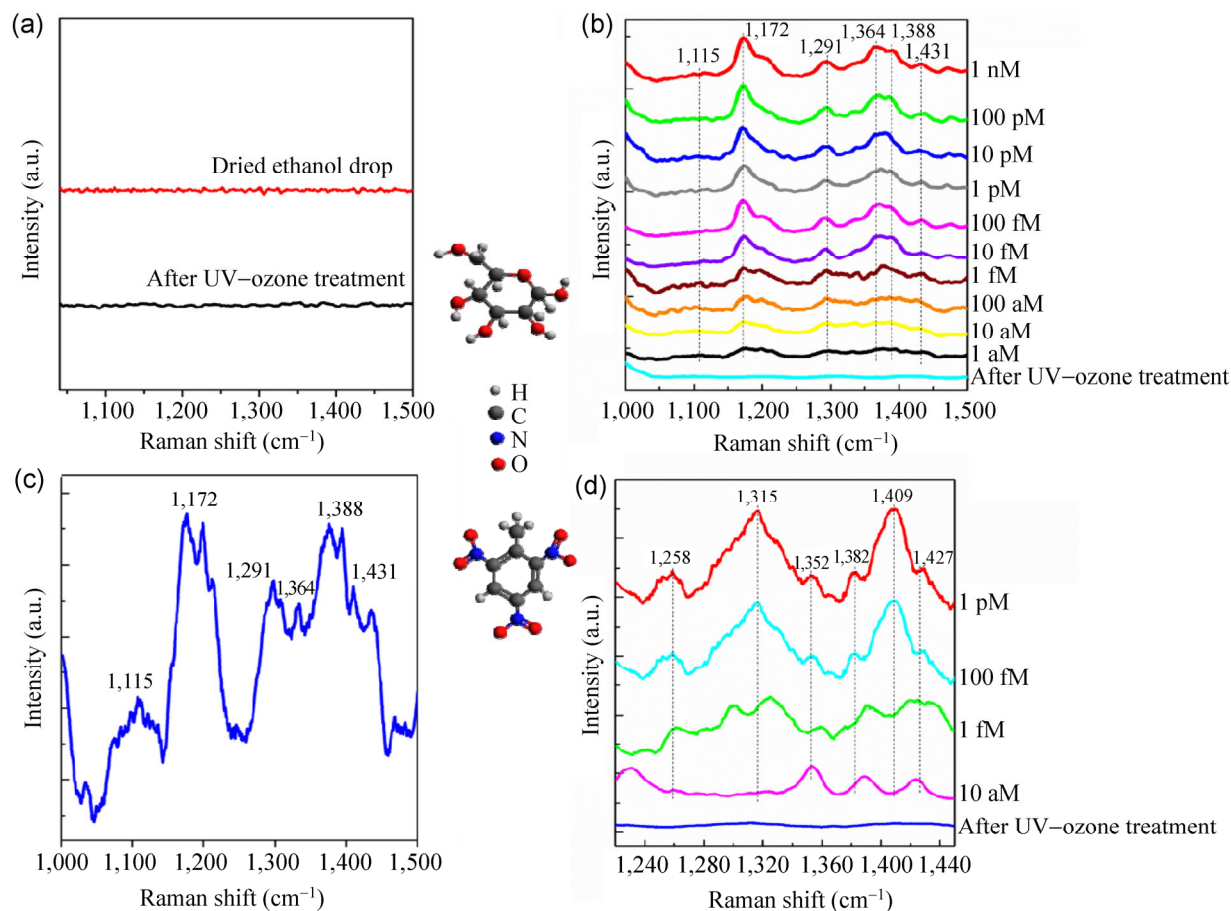 (a)
Intensity (a.u.)
Dried ethanol drop
After UV−ozone treatment
1,100 1,200 1,300 1,400 1,500
Raman shift (cm⁻¹)
(b)
Intensity (a.u.)
1,115
1,172
1,291
1,364
1,388
1,431
1 nM
100 pM
10 pM
1 pM
100 fM
10 fM
1 fM
100 aM
10 aM
1 aM
After UV−ozone treatment
1,000 1,100 1,200 1,300 1,400 1,500
Raman shift (cm⁻¹)
H
C
N
O
(c)
Intensity (a.u.)
1,115
1,172
1,291
1,364
1,388
1,431
1,000 1,100 1,200 1,300 1,400 1,500
Raman shift (cm⁻¹)
(d)
Intensity (a.u.)
1,258
1,315
1,352
1,382
1,409
1,427
1 pM
100 fM
1 fM
10 aM
After UV−ozone treatment
1,240 1,280 1,320 1,360 1,400 1,440
Raman shift (cm⁻¹)